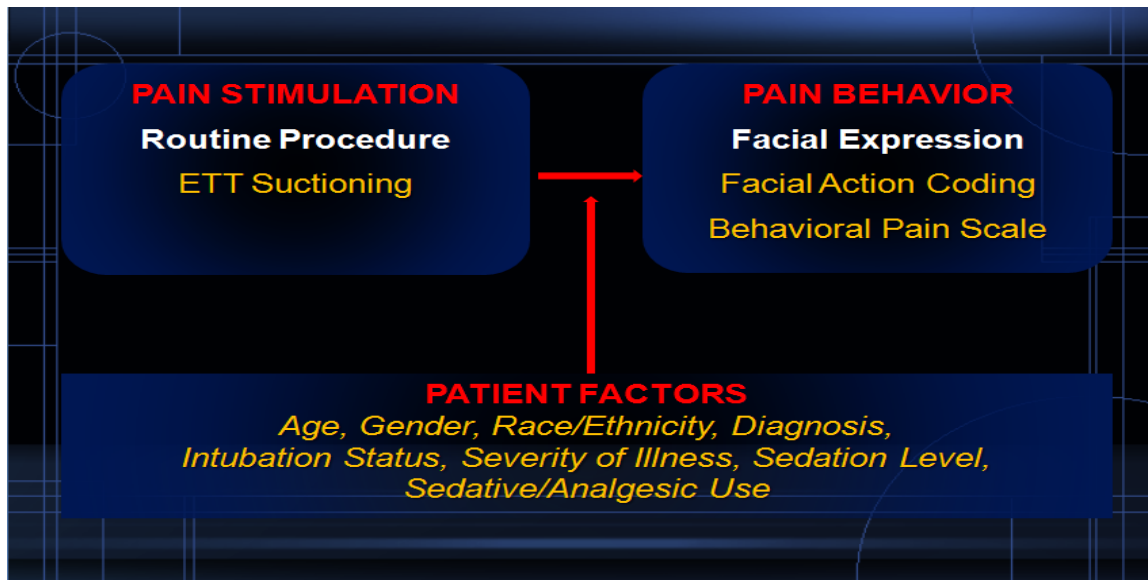 PAIN STIMULATION
Routine Procedure
ETT Suctioning
PAIN BEHAVIOR
Facial Expression
Facial Action Coding
Behavioral Pain Scale
PATIENT FACTORS
Age, Gender, Race/Ethnicity, Diagnosis,
Intubation Status, Severity of Illness, Sedation Level,
Sedative/Analgesic Use